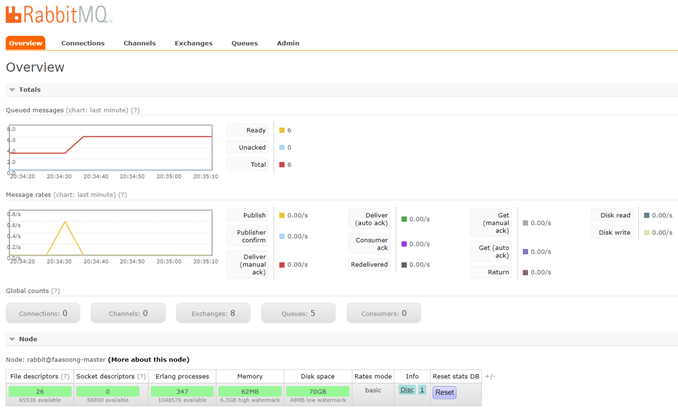 RabbitMQ
Overview Connections Channels Exchanges Queues Admin
Overview
Totals
Queued messages (chart: last minute) (?)
8.0
6.0
4.0
2.0
0.0
20:34:20 20:34:30 20:34:40 20:34:50 20:35:00 20:35:10
Ready 6
Unacked 0
Total 6
Message rates (chart: last minute) (?)
0.8/s
0.6/s
0.4/s
0.2/s
0.0/s
20:34:20 20:34:30 20:34:40 20:34:50 20:35:00 20:35:10
Publish 0.00/s
Publisher
confirm 0.00/s
Deliver
(manual
ack) 0.00/s
Deliver
(auto ack) 0.00/s
Consumer
ack 0.00/s
Redelivered 0.00/s
Get
(manual
ack) 0.00/s
Get (auto
ack) 0.00/s
Return 0.00/s
Disk read 0.00/s
Disk write 0.00/s
Global counts (?)
Connections: 0 Channels: 0 Exchanges: 8 Queues: 5 Consumers: 0
Node
Node: rabbit@faasoong-master (More about this node)
File descriptors (?) Socket descriptors (?) Erlang processes Memory Disk space Rates mode Info Reset stats DB +/-
26 0 347 62MB 70GB basic Disc 1 Reset
65536 available 58890 available 1048576 available 6.3GB high watermark 48MB low watermark